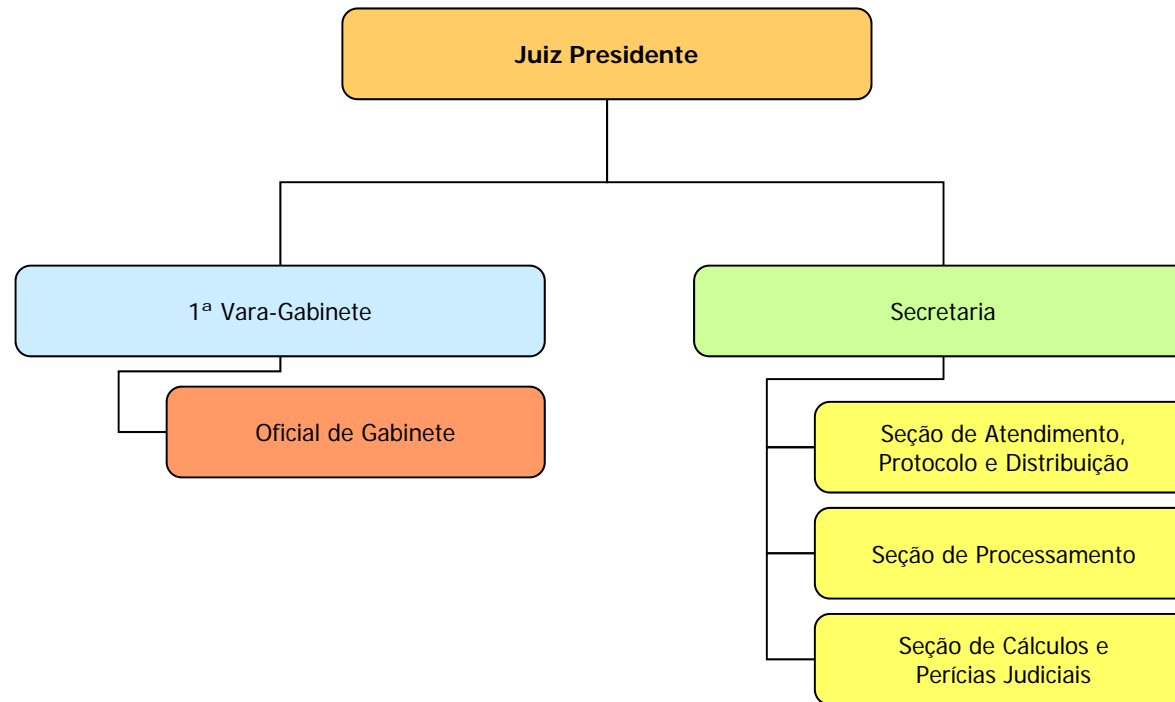 Juiz Presidente
1ª Vara-Gabinete
Oficial de Gabinete
Secretaria
Seção de Atendimento,
Protocolo e Distribuição
Seção de Processamento
Seção de Cálculos e
Perícias Judiciais